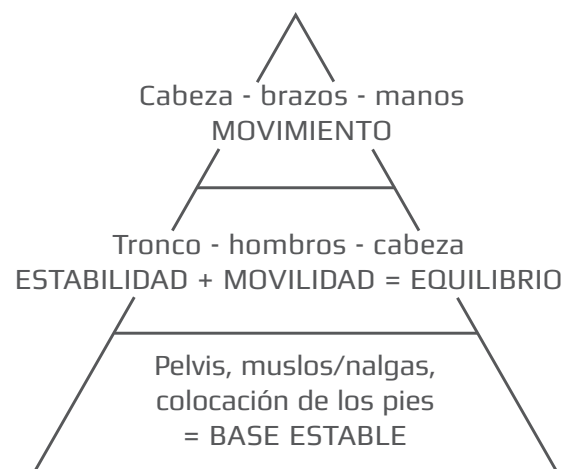 Cabeza - brazos - manos
MOVIMIENTO
Tronco - hombros - cabeza
ESTABILIDAD + MOVILIDAD = EQUILIBRIO
Pelvis, muslos/nalgas,
colocación de los pies
= BASE ESTABLE